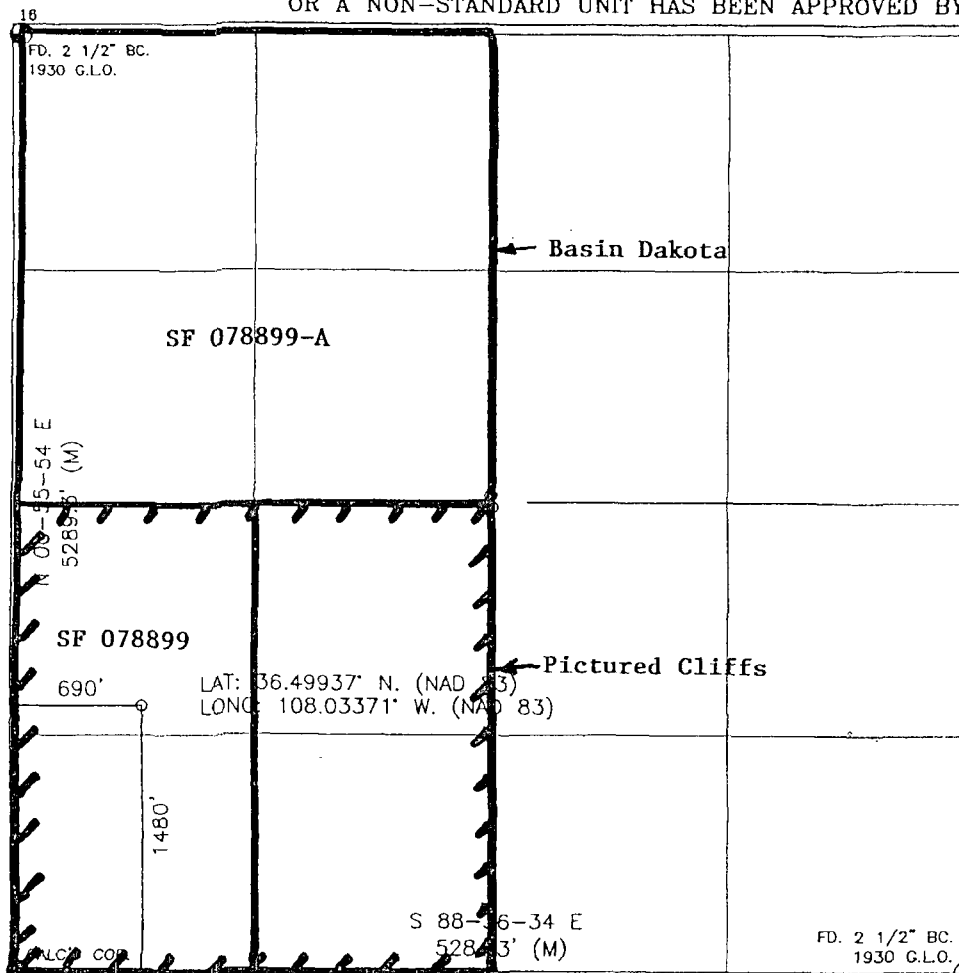 OR A NON-STANDARD UNIT HAS BEEN APPROVED BY
16
FD. 2 1/2" BC.
1930 G.L.O.
Basin Dakota
SF 078899-A
(M)
SF 078899
Pictured Cliffs
690'
LAT: 36.49937° N. (NAD 83)
LONG: 108.03371° W. (NAD 83)
1480'
E
S 88-36-34 E
(M)
FD. 2 1/2" BC.
1930 G.L.O.